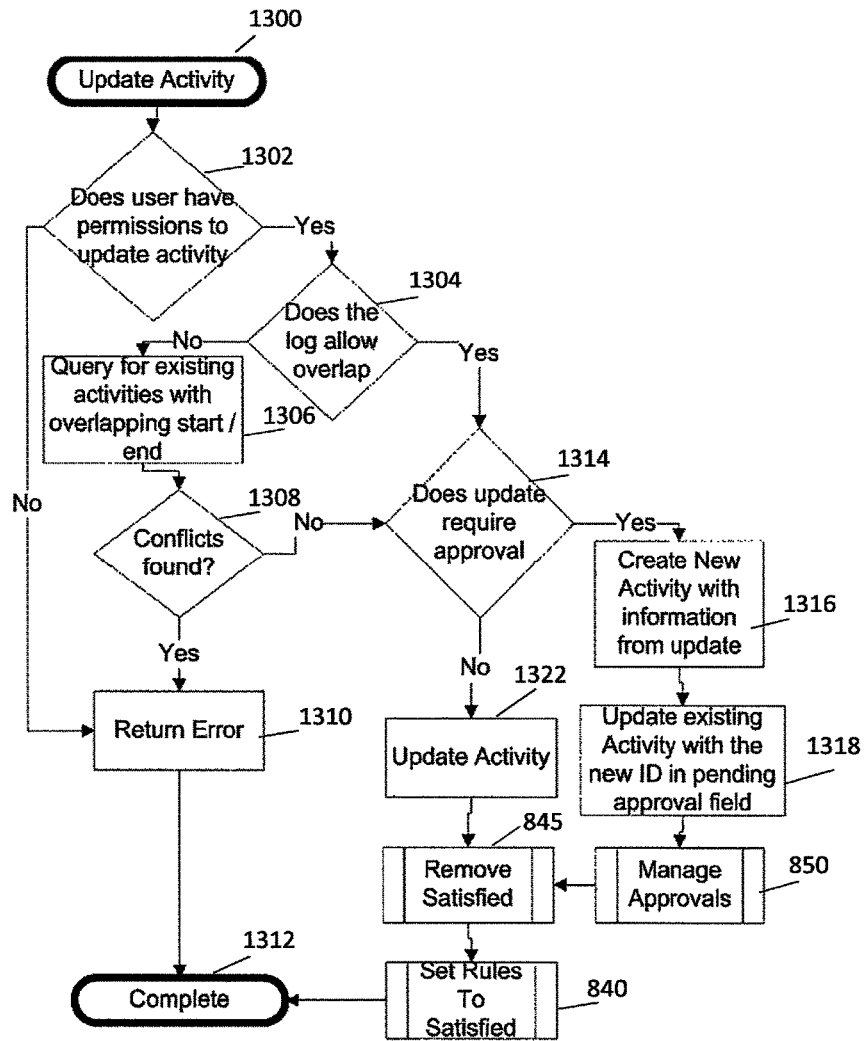 1300
Update Activity
1302
Does user have
permissions to
update activity
Yes
1304
Does the
log allow
overlap
No
Yes
Query for existing
activities with
overlapping start /
end
1306
1314
Does update
require
approval
1308
Conflicts
found?
No
No
Yes
Create New
Activity with
information
from update
1316
Yes
No
1322
Return Error
1310
Update Activity
Update existing
Activity with the
new ID in pending
approval field
1318
845
Remove
Satisfied
Manage
Approvals
850
1312
Complete
Set Rules
To
Satisfied
840